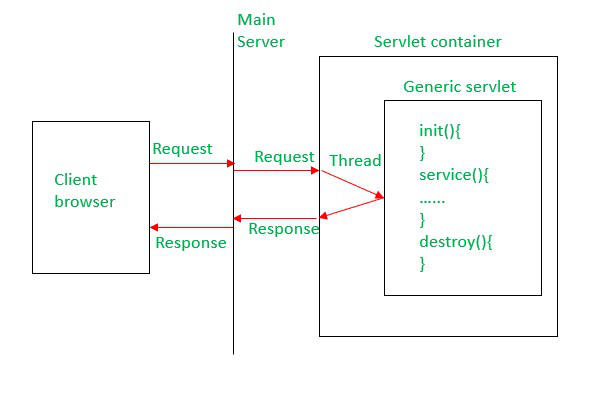 Main
Server
Servlet container
Generic servlet
Client
browser
Request
Request
Thread
Response
Response
init(){
}
service(){
......
}
destroy(){
}